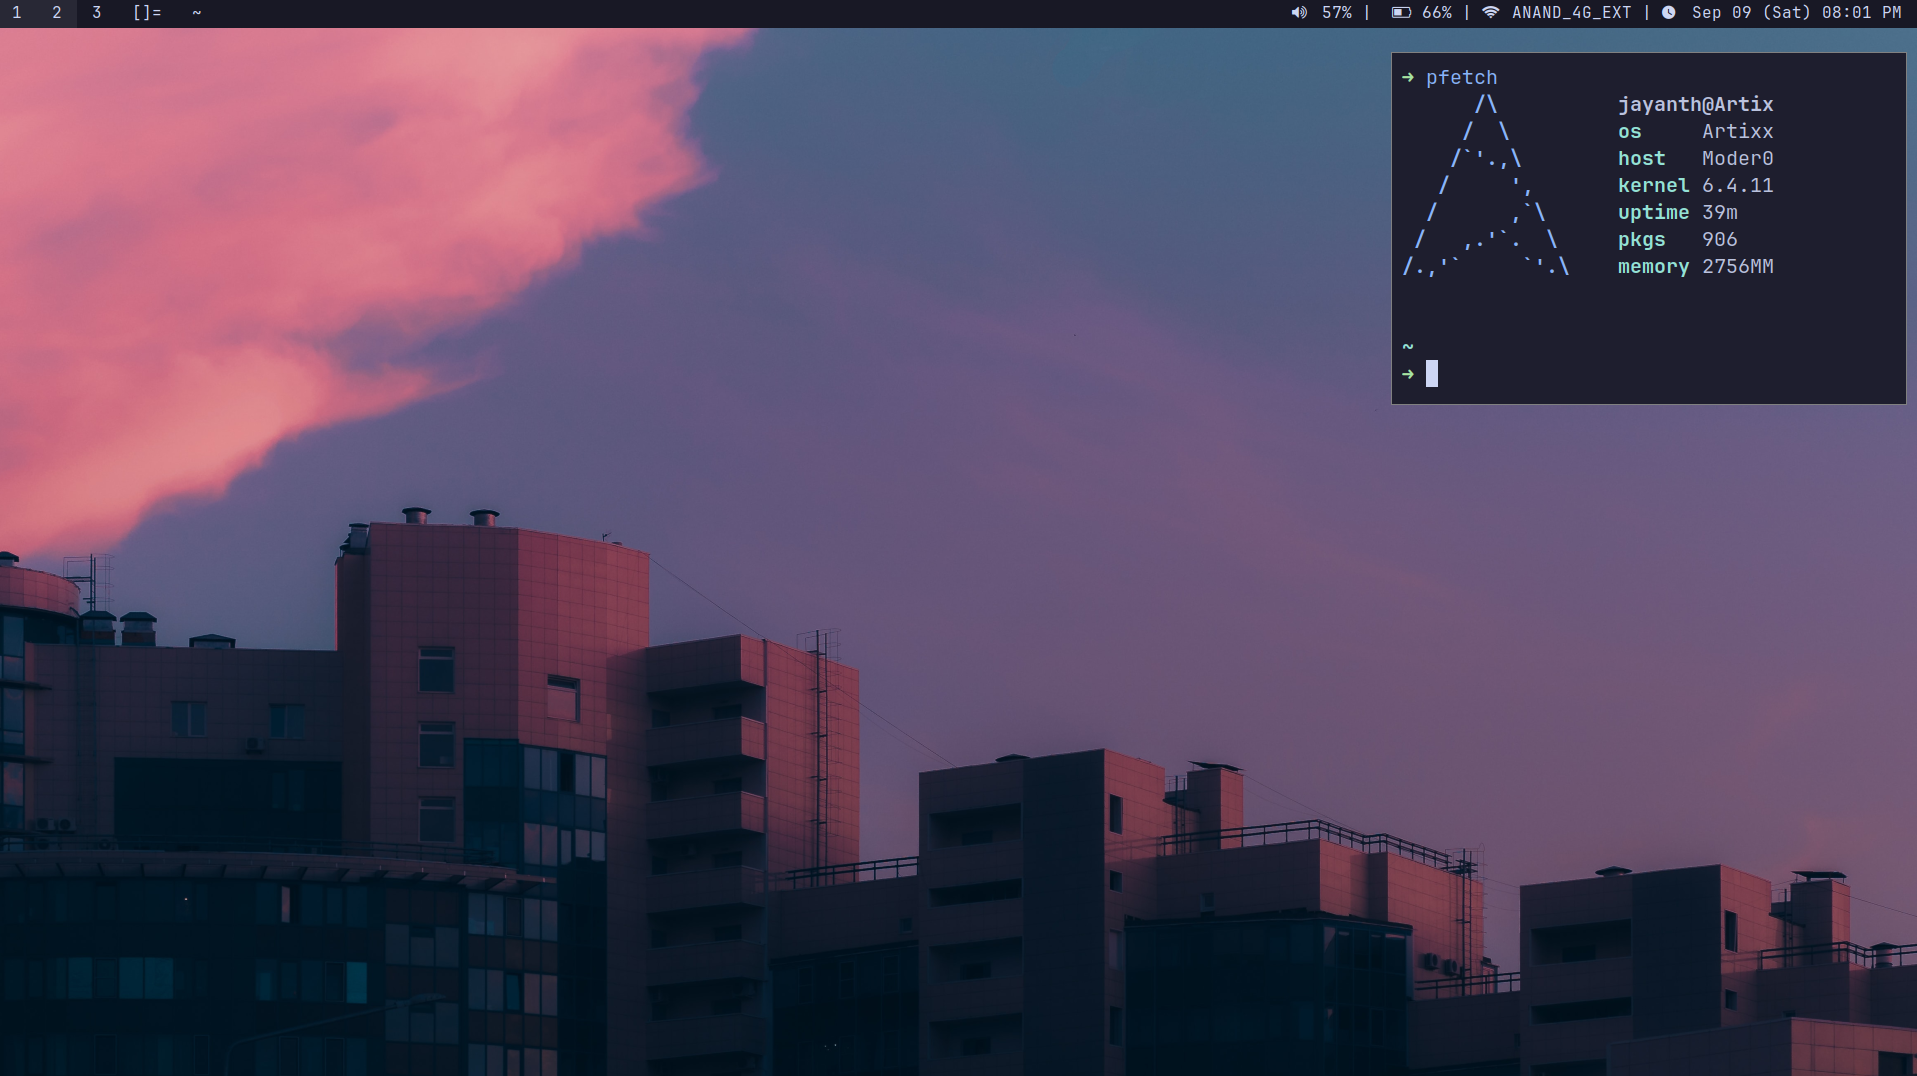 1 2 3 []= ~ 57% | 66% | ANAND_4G_EXT | Sep 09 (Sat) 08:01 PM
→ pfetch
/\ jayanth@Artix
/ \ os Artixx
/`'.,\ host Moder0
/ ', kernel 6.4.11
/ ,`\ uptime 39m
/ ,.'`. \ pkgs 906
/.,'` `'.\ memory 2756MM
~
→